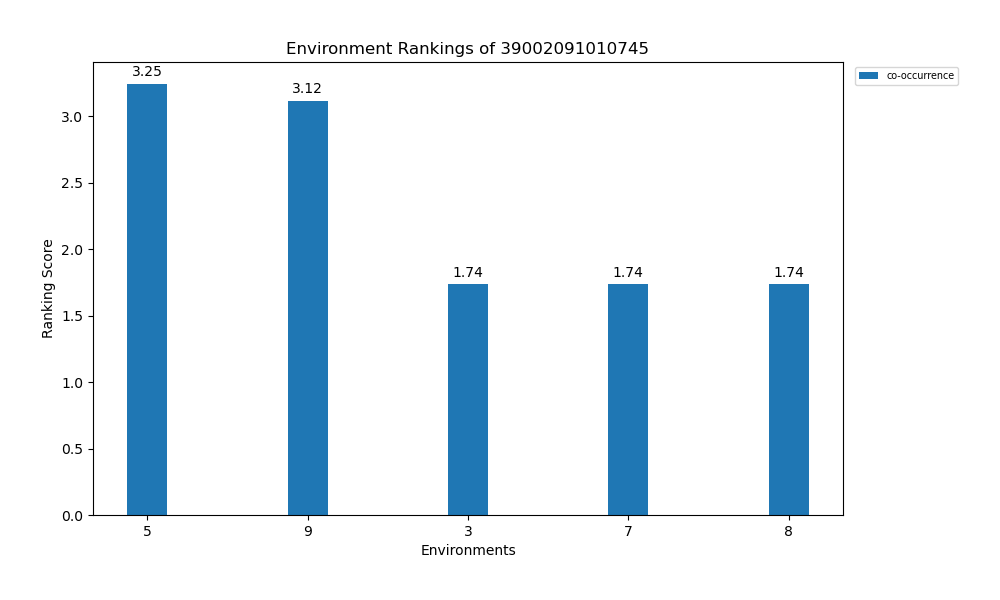 Environment Rankings of 39002091010745
co-occurrence
3.25
3.12
1.74
1.74
1.74
Ranking Score
3.0
2.5
2.0
1.5
1.0
0.5
0.0
5 9 3 7 8
Environments